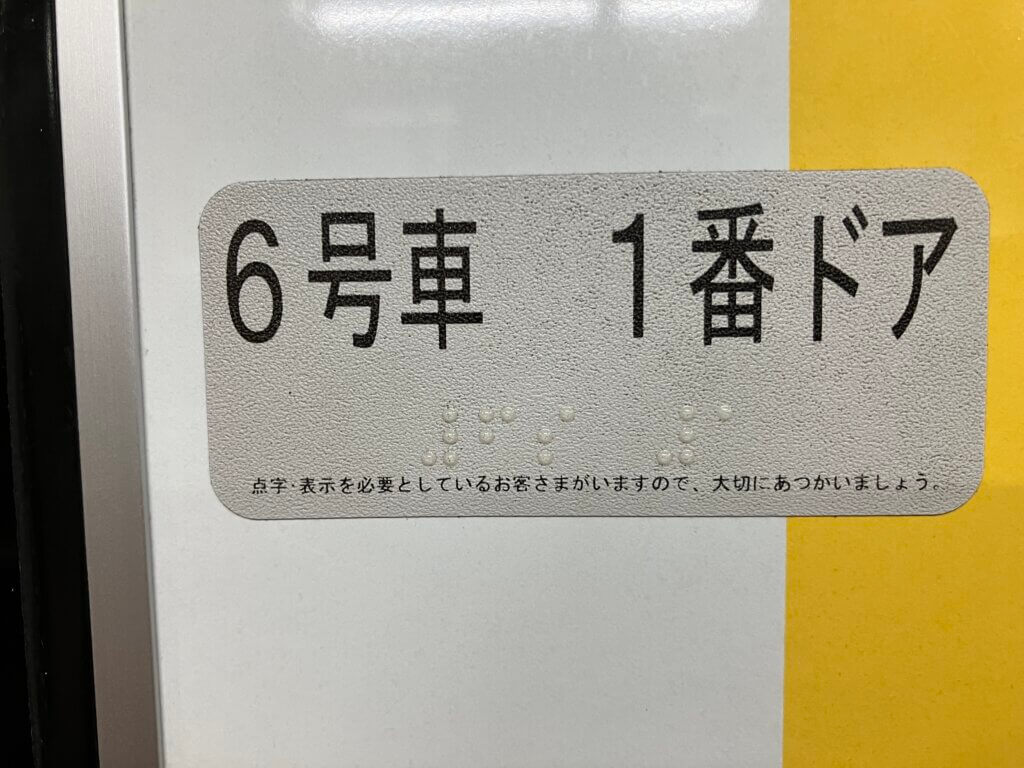 6号車　1番ドア
点字・表示を必要としているお客さまがいますので、大切にあつかいましょう。